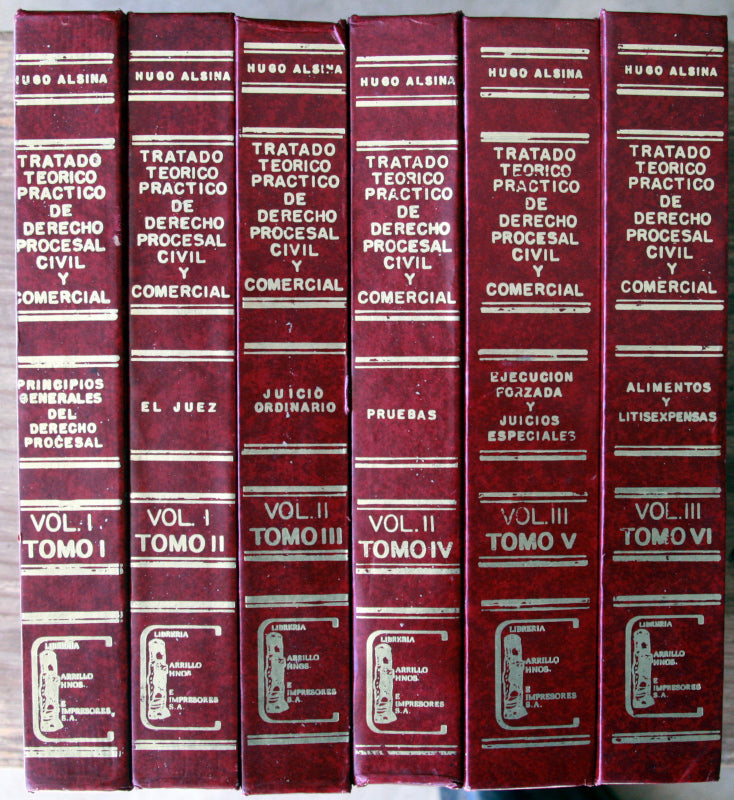 HUGO ALSINA
TRATADO
TEORICO
PRACTICO
DE
DERECHO
PROCESAL
CIVIL
Y
COMERCIAL
PRINCIPIOS
GENERALES
DEL
DERECHO
PROCESAL
VOL. I
TOMO I
LIBRERIA
ARRILLO
HNOS.
E
IMPRESORES,
S.A.
HUGO ALSINA
TRATADO
TEORICO
PRACTICO
DE
DERECHO
PROCESAL
CIVIL
Y
COMERCIAL
EL JUEZ
VOL. I
TOMO II
LIBRERIA
ARRILLO
HNOS.
E
IMPRESORES
S.A.
HUGO ALSINA
TRATADO
TEORICO
PRACTICO
DE
DERECHO
PROCESAL
CIVIL
Y
COMERCIAL
JUICIO
ORDINARIO
VOL. II
TOMO III
LIBRERIA
ARRILLO
HNOS.
E
IMPRESORES
S.A.
HUGO ALSINA
TRATADO
TEORICO
PRACTICO
DE
DERECHO
PROCESAL
CIVIL
Y
COMERCIAL
PRUEBAS
VOL. II
TOMO IV
LIBRERIA
ARRILLO
HNOS.
E
IMPRESORES
S.A.
HUGO ALSINA
TRATADO
TEORICO
PRACTICO
DE
DERECHO
PROCESAL
CIVIL
Y
COMERCIAL
EJECUCION
FORZADA
Y
JUICIOS
ESPECIALES
VOL. III
TOMO V
LIBRERIA
ARRILLO
HNOS.
E
IMPRESORES
S.A.
HUGO ALSINA
TRATADO
TEORICO
PRACTICO
DE
DERECHO
PROCESAL
CIVIL
Y
COMERCIAL
ALIMENTOS
Y
LITISEXPENSAS
VOL. III
TOMO VI
LIBRERIA
ARRILLO
HNOS.
E
IMPRESORES
S.A.